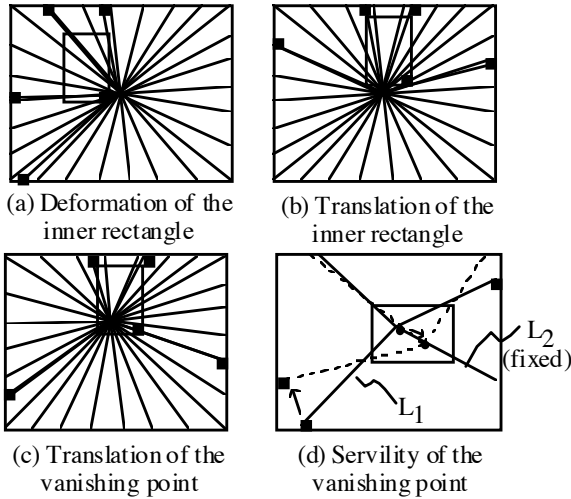 (a) Deformation of the
inner rectangle
(b) Translation of the
inner rectangle
L2
(fixed)
L1
(c) Translation of the
vanishing point
(d) Servility of the
vanishing point